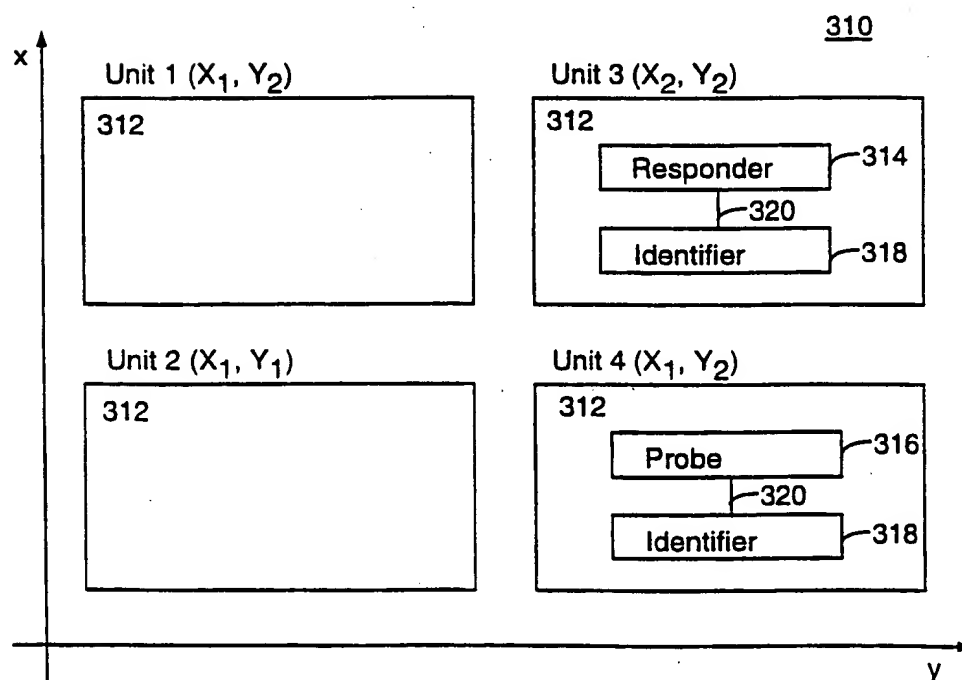 310
x
Unit 1 (X1, Y2)
312
Unit 3 (X2, Y2)
312
Responder
314
320
Identifier
318
Unit 2 (X1, Y1)
312
Unit 4 (X1, Y2)
312
Probe
316
320
Identifier
318
y